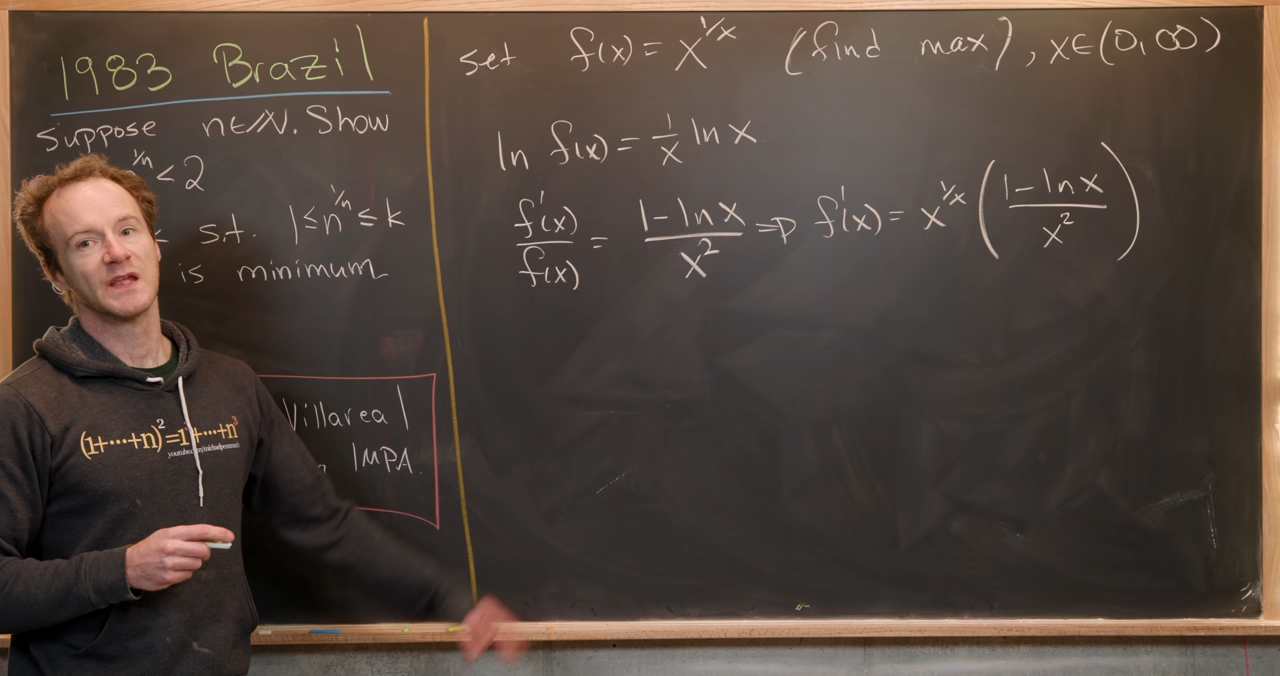 1983 Brazil
Suppose n∈ℕ. Show
^{1/n} < 2
s.t. 1 ≤ n^{1/n} ≤ k
is minimum
Villareal
IMPA.
set f(x) = x^{1/x} (find max), x∈(0,∞)
ln f(x) = 1/x ln x
f'(x)/f(x) = (1 - ln x)/x² ⇒ f'(x) = x^{1/x} ((1 - ln x)/x²)
(1+···+n)²=1³+···+n³